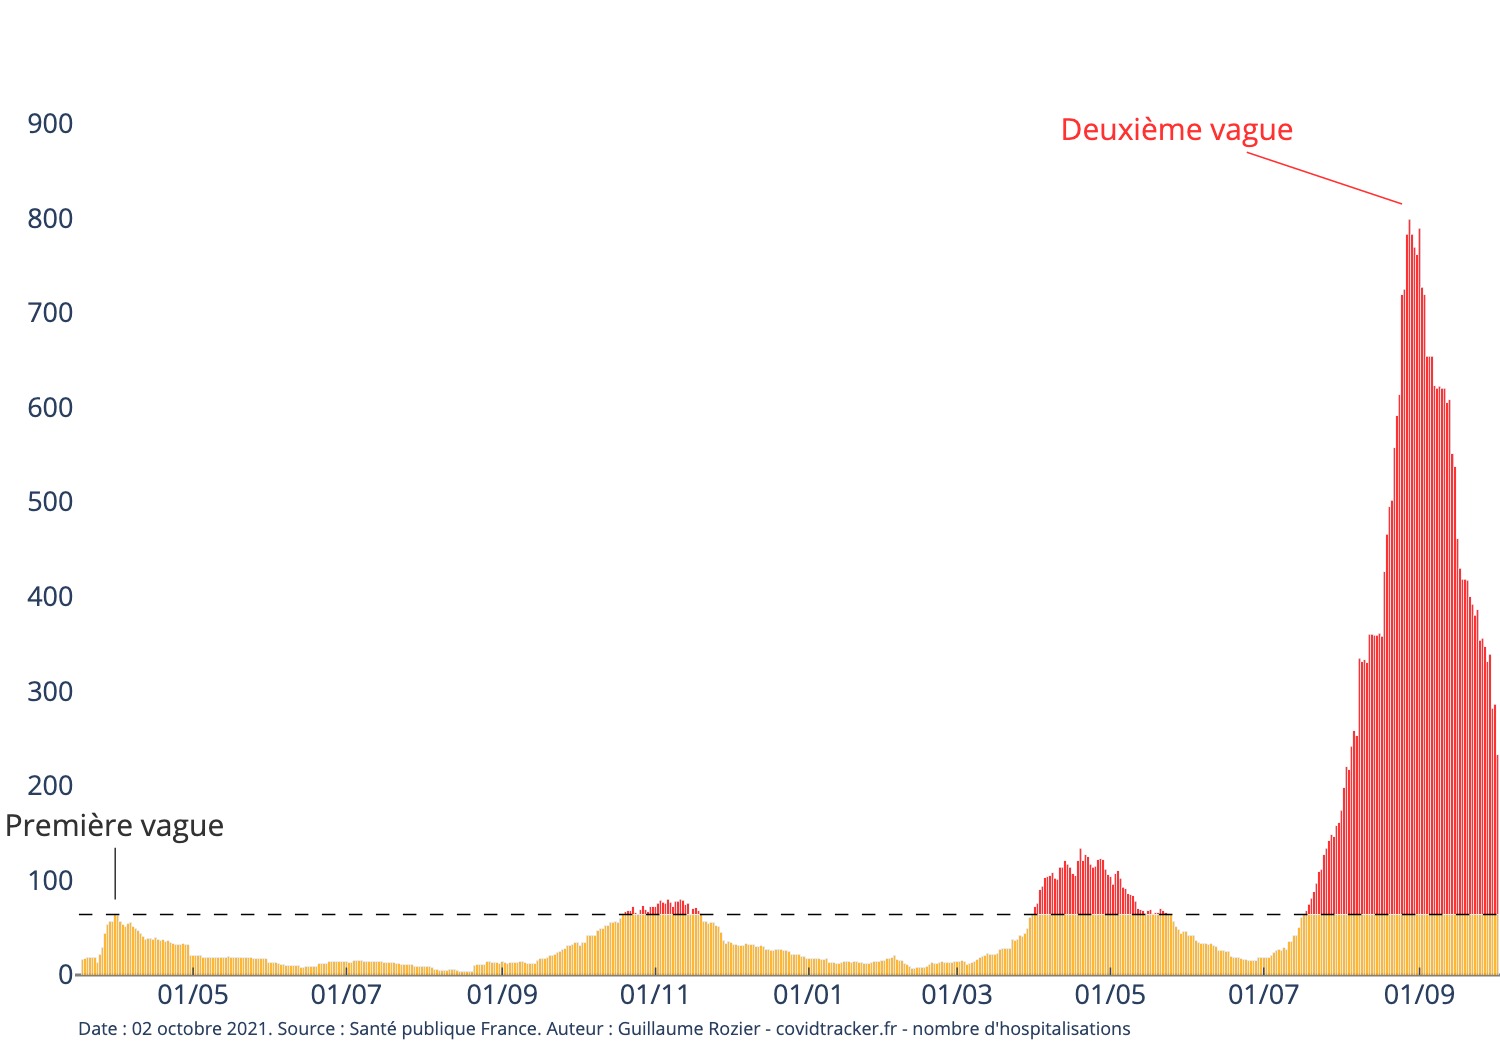 900
Deuxième vague
800
700
600
500
400
300
200
Première vague
100
0
01/05 01/07 01/09 01/11 01/01 01/03 01/05 01/07 01/09
Date : 02 octobre 2021. Source : Santé publique France. Auteur : Guillaume Rozier - covidtracker.fr - nombre d'hospitalisations